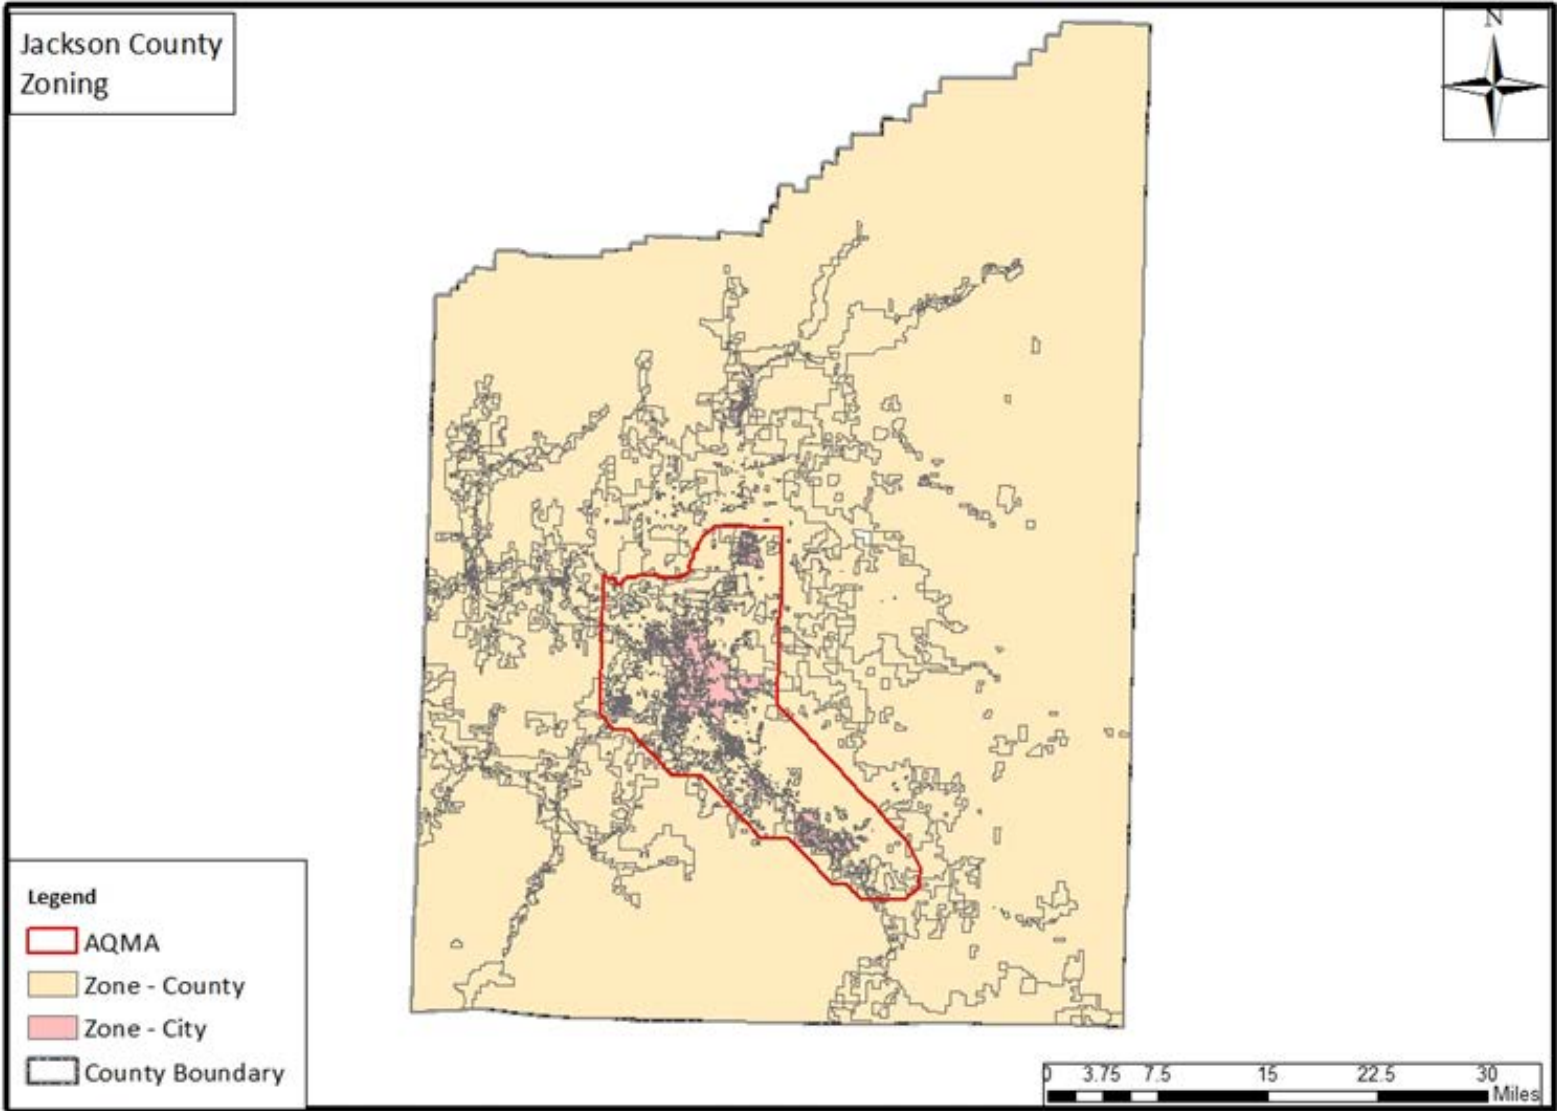 Jackson County
Zoning
N
Legend
AQMA
Zone - County
Zone - City
County Boundary
0 3.75 7.5 15 22.5 30
Miles